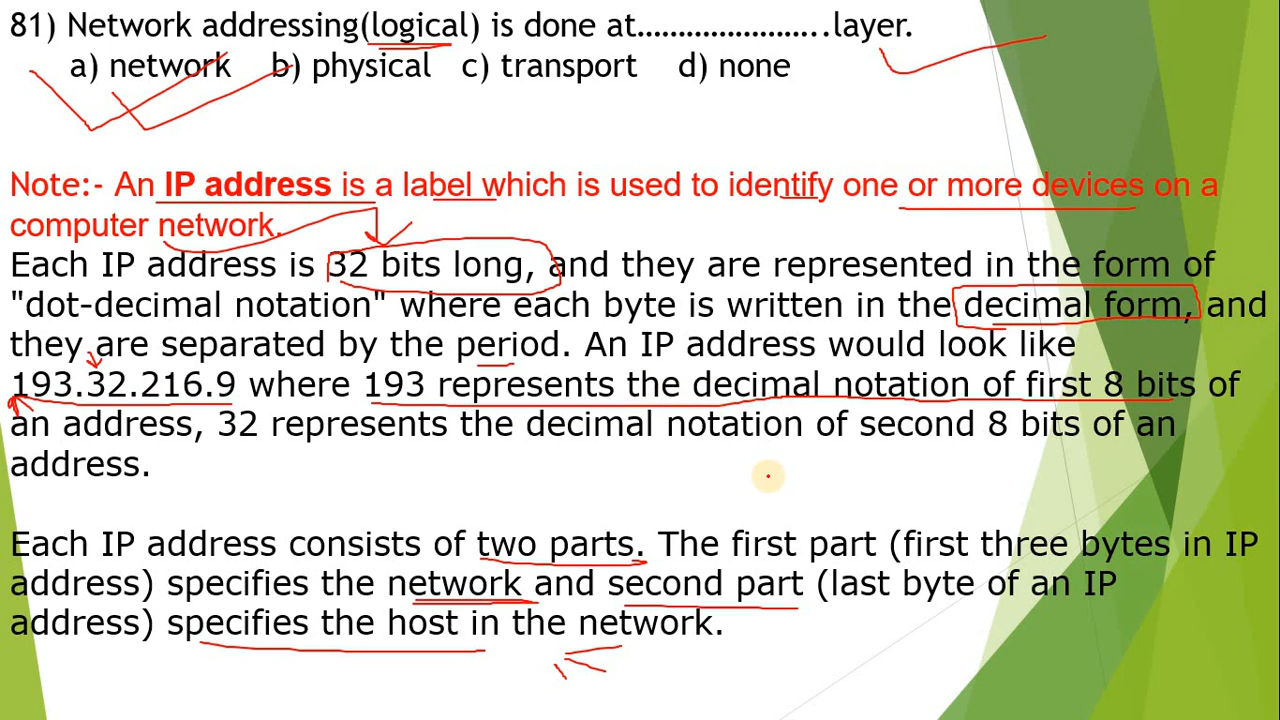 81) Network addressing(logical) is done at........................layer.
a) network b) physical c) transport d) none
Note:- An IP address is a label which is used to identify one or more devices on a
computer network.
Each IP address is 32 bits long, and they are represented in the form of
"dot-decimal notation" where each byte is written in the decimal form, and
they are separated by the period. An IP address would look like
193.32.216.9 where 193 represents the decimal notation of first 8 bits of
an address, 32 represents the decimal notation of second 8 bits of an
address.
Each IP address consists of two parts. The first part (first three bytes in IP
address) specifies the network and second part (last byte of an IP
address) specifies the host in the network.